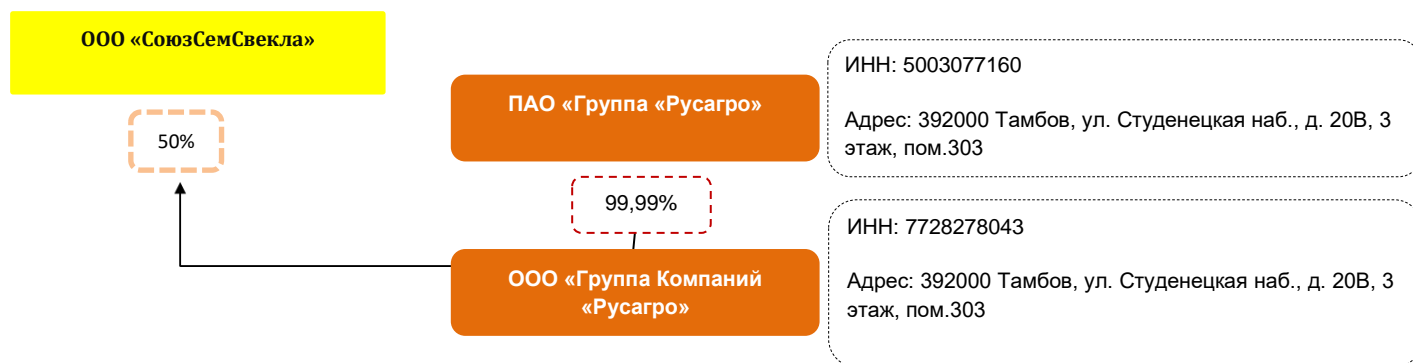 ООО «СоюзСемСвекла»
50%
ПАО «Группа «Русагро»
ИНН: 5003077160
Адрес: 392000 Тамбов, ул. Студенецкая наб., д. 20В, 3
этаж, пом.303
99,99%
ООО «Группа Компаний
«Русагро»
ИНН: 7728278043
Адрес: 392000 Тамбов, ул. Студенецкая наб., д. 20В, 3
этаж, пом.303